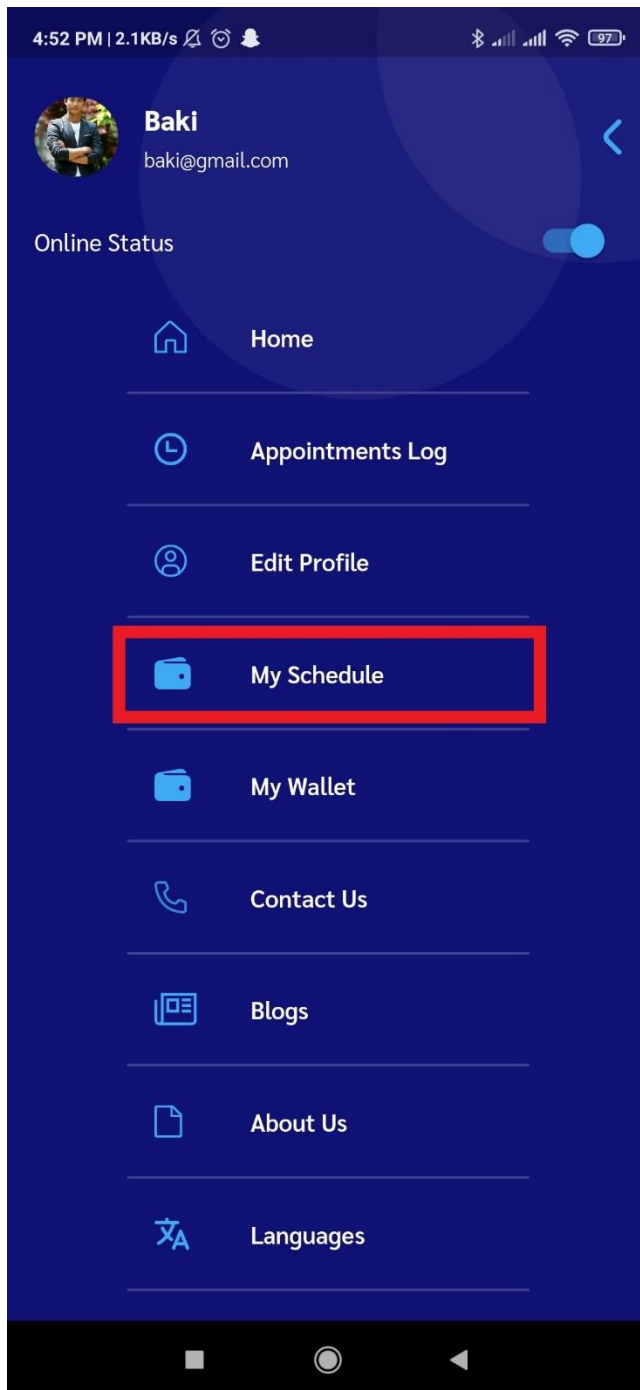 4:52 PM | 2.1KB/s
97
Baki
baki@gmail.com
Online Status
Home
Appointments Log
Edit Profile
My Schedule
My Wallet
Contact Us
Blogs
About Us
Languages